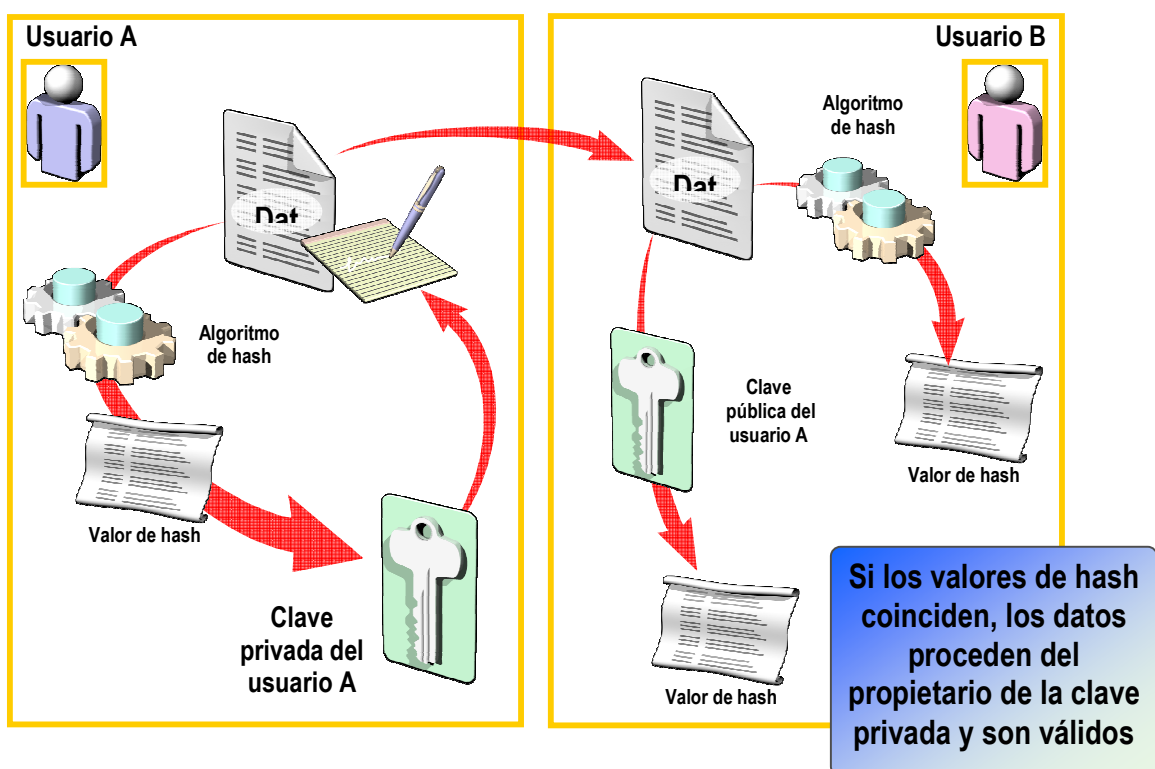 Usuario A
Dat
Algoritmo
de hash
Valor de hash
Clave
privada del
usuario A
Usuario B
Algoritmo
de hash
Dat
Clave
pública del
usuario A
Valor de hash
Valor de hash
Si los valores de hash
coinciden, los datos
proceden del
propietario de la clave
privada y son válidos